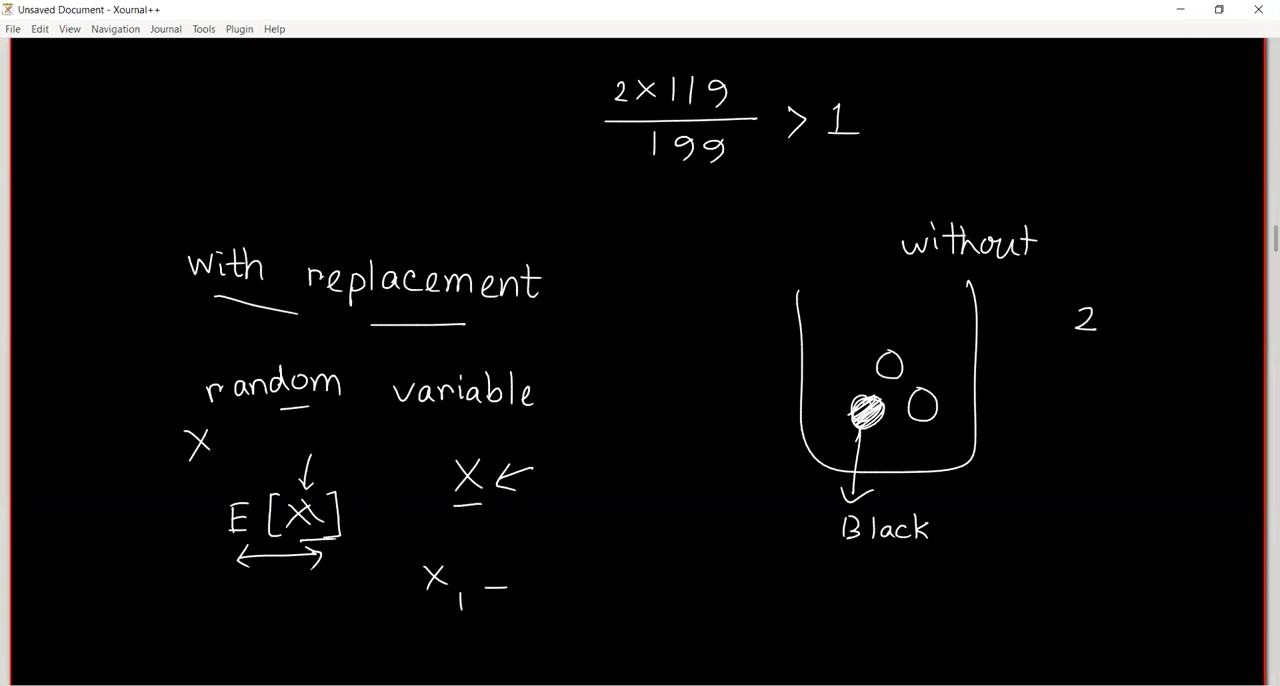 Unsaved Document - Xournal++
File Edit View Navigation Journal Tools Plugin Help
2×119
199
> 1
with replacement
random variable
X
E [X]
X ←
X₁ –
without
2
Black